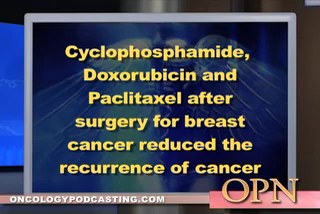 Cyclophosphamide,
Doxorubicin and
Paclitaxel after
surgery for breast
cancer reduced the
recurrence of cancer
ONCOLOGYPODCASTING.COM
OPN